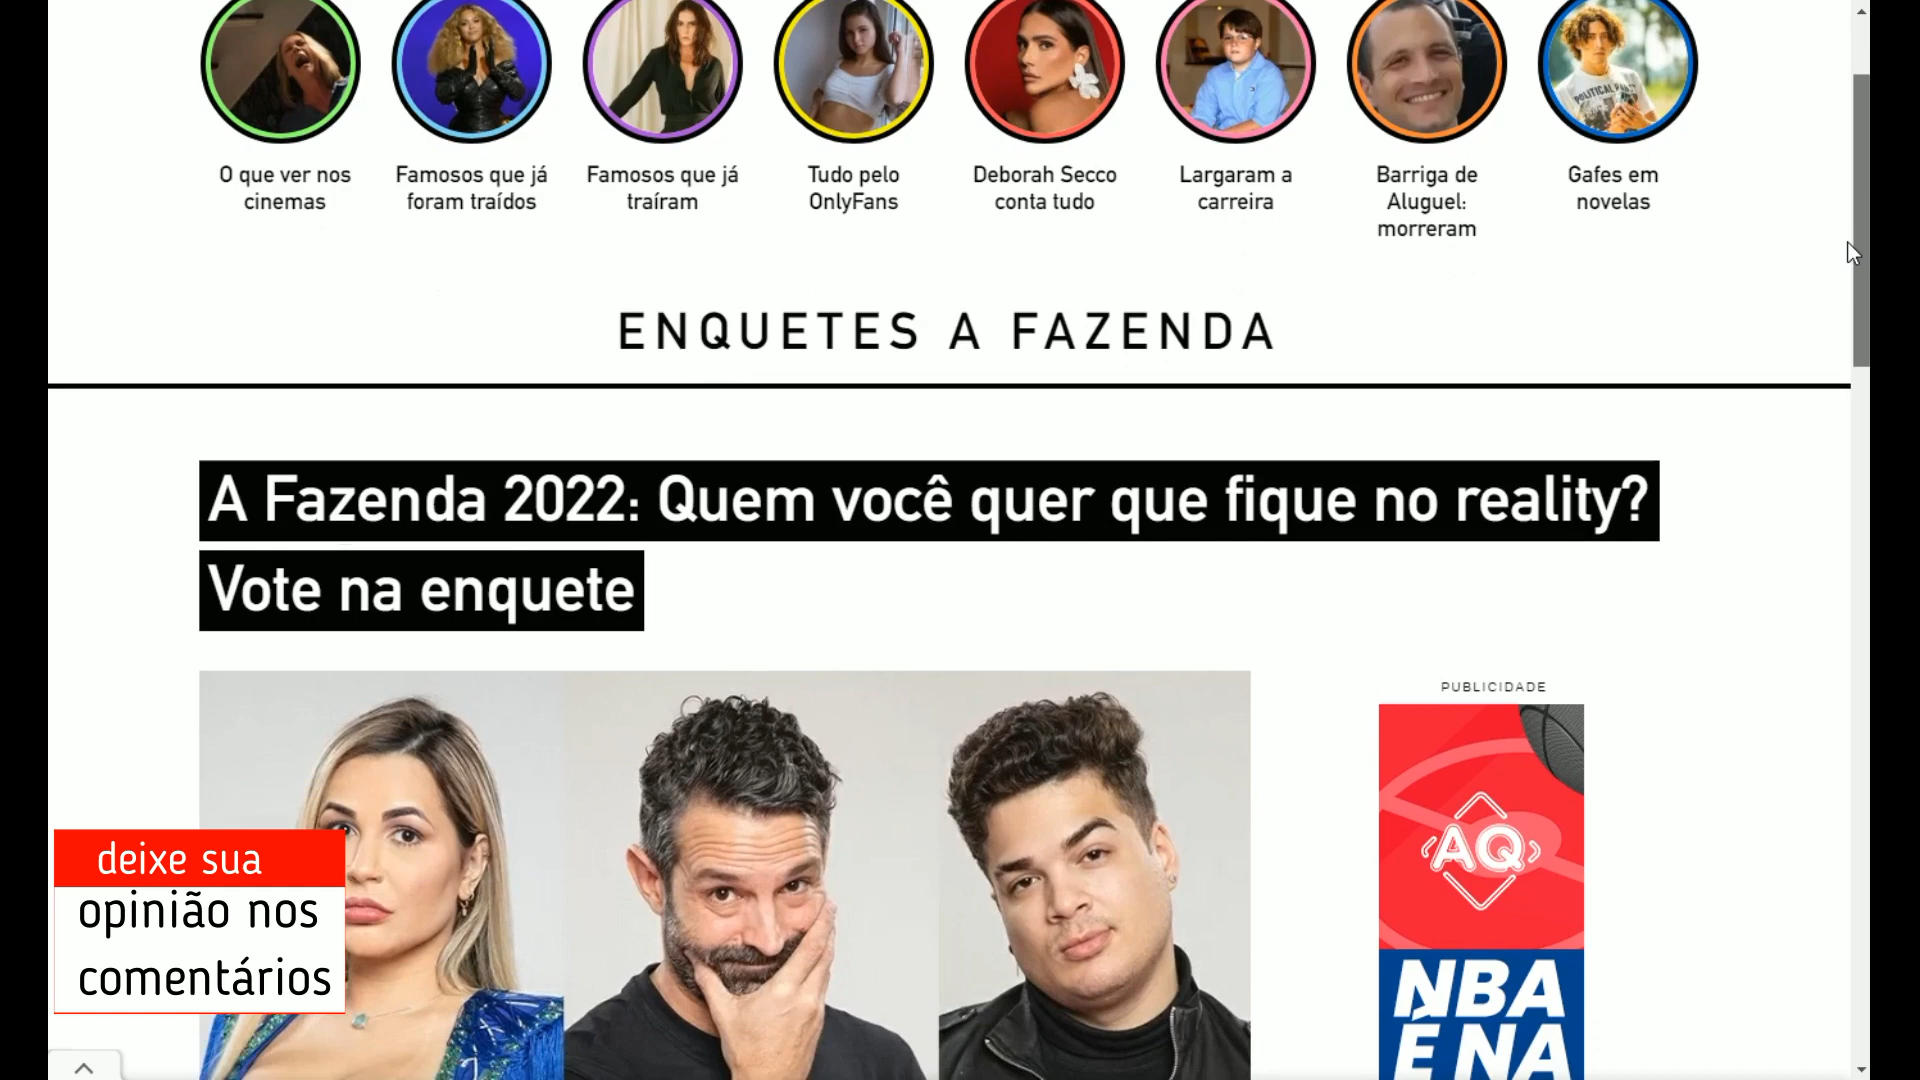 POLITICAL PA
O que ver nos
cinemas
Famosos que já
foram traídos
Famosos que já
traíram
Tudo pelo
OnlyFans
Deborah Secco
conta tudo
Largaram a
carreira
Barriga de
Aluguel:
morreram
Gafes em
novelas
ENQUETES A FAZENDA
A Fazenda 2022: Quem você quer que fique no reality?
Vote na enquete
PUBLICIDADE
AQ
NBA
É NA
deixe sua
opinião nos
comentários